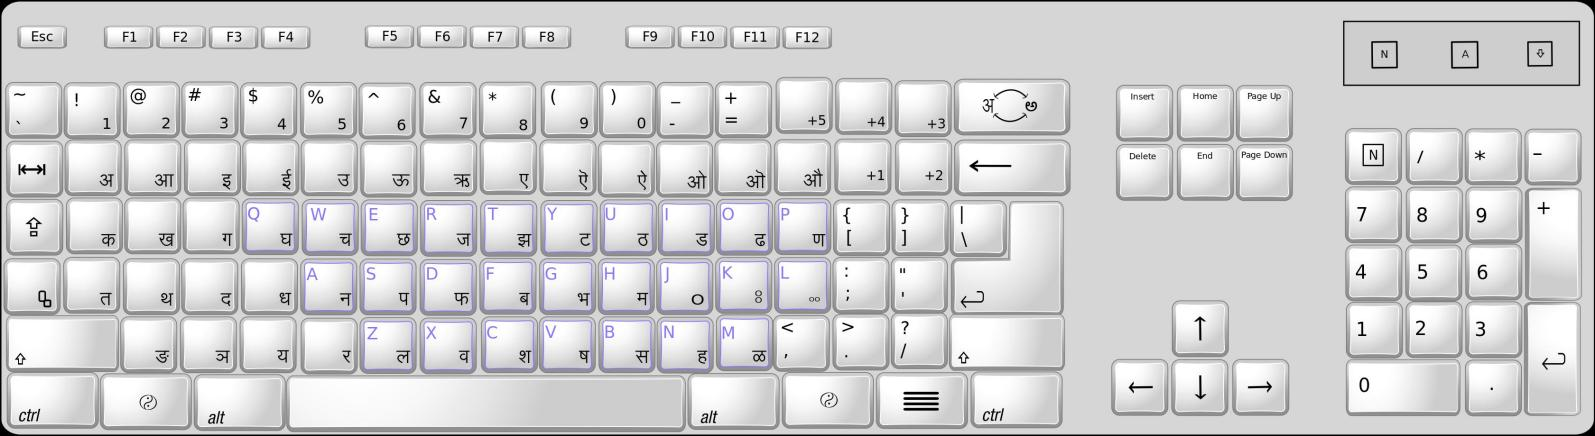 Esc F1 F2 F3 F4 F5 F6 F7 F8 F9 F10 F11 F12 N A
~ ! @ # $ % ^ & * ( ) _ +
` 1 2 3 4 5 6 7 8 9 0 - = +5 +4 +3 अ అ
Insert Home Page Up
अ आ इ ई उ ऊ ऋ ए ऎ ऐ ओ ऒ औ +1 +2 ←
Delete End Page Down
N / * -
Q W E R T Y U I O P { } |
क ख ग घ च छ ज झ ट ठ ड ढ ण [ ] \
7 8 9 +
A S D F G H J K L : "
त थ द ध न प फ ब भ म ; '
4 5 6
Z X C V B N M < > ?
ङ ञ य र ल व श ष स ह ळ , . /
↑
1 2 3
ctrl alt alt ctrl
← ↓ →
0 .